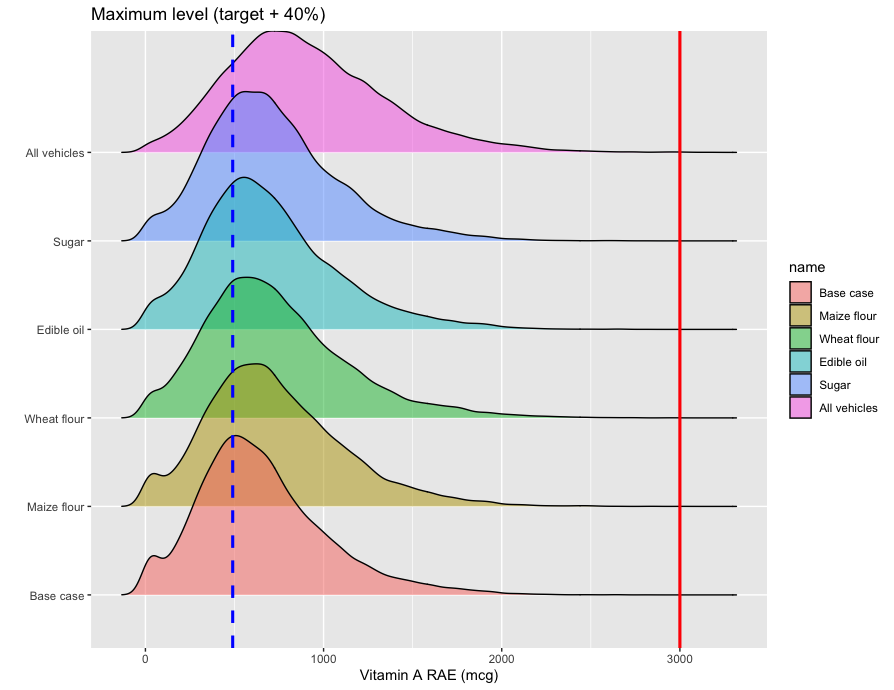 Maximum level (target + 40%)
All vehicles
Sugar
Edible oil
Wheat flour
Maize flour
Base case
0
1000
2000
3000
Vitamin A RAE (mcg)
name
Base case
Maize flour
Wheat flour
Edible oil
Sugar
All vehicles